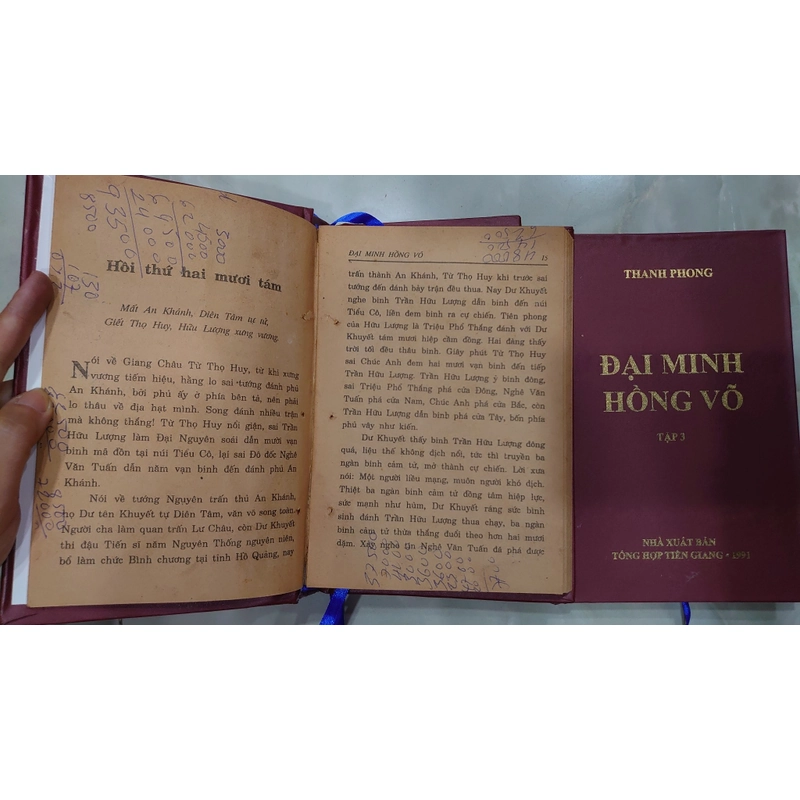 Hồi thứ hai mươi tám
Mất An Khánh, Diên Tâm tự tử,
Giết Thọ Huy, Hữu Lượng xưng vương.
Nói về Giang Châu Từ Thọ Huy, từ khi xưng
vương tiếm hiệu, hằng lo sai tướng đánh phủ
An Khánh, bởi phủ ấy ở phía bên tả, nên phải
lo thâu về địa hạt mình. Song đánh nhiều trận
mà không thắng! Từ Thọ Huy nổi giận, sai Trần
Hữu Lượng làm Đại Nguyên soái dẫn mười vạn
binh mã đồn tại núi Tiểu Cô, lại sai Đô đốc Nghê
Văn Tuấn dẫn năm vạn binh đến đánh phủ An
Khánh.
Nói về tướng Nguyên trấn thủ An Khánh,
họ Dư tên Khuyết tự Diên Tâm, văn võ song toàn.
Người cha làm quan trấn Lư Châu, còn Dư Khuyết
thi đậu Tiến sĩ năm Nguyên Thống nguyên niên,
bổ làm chức Bình chương tại tỉnh Hồ Quảng, nay
ĐẠI MINH HỒNG VÕ
trấn thành An Khánh, Từ Thọ Huy khi trước sai
tướng đến đánh bảy trận đều thua. Nay Dư Khuyết
nghe binh Trần Hữu Lượng dẫn binh đến núi
Tiểu Cô, liền đem binh ra cự chiến. Tiên phong
của Hữu Lượng là Triệu Phổ Thắng đánh với Dư
Khuyết tám mươi hiệp cầm đồng. Hai đàng thấy
trời tối đều thâu binh. Giây phút Từ Thọ Huy
sai Chúc Anh đem hai mươi vạn binh đến tiếp
Trần Hữu Lượng. Trần Hữu Lượng ỷ binh đông,
sai Triệu Phổ Thắng phá cửa Đông, Nghê Văn
Tuấn phá cửa Nam, Chúc Anh phá cửa Bắc, còn
Trần Hữu Lượng dẫn binh phá cửa Tây, bốn phía
phủ vây như kiến.
Dư Khuyết thấy binh Trần Hữu Lượng đông
quá, liệu thế không địch nổi, tức thì truyền ba
ngàn binh cảm tử, mở thành cự chiến. Lời xưa
nói: Một người liều mạng, muôn người khó địch.
Thiệt ba ngàn binh cảm tử đồng tâm hiệp lực,
sức mạnh như hùm, Dư Khuyết ráng sức bình
sinh đánh Trần Hữu Lượng thua chạy, ba ngàn
binh cảm tử thừa thắng đuổi theo hơn hai mươi
dặm. Xảy nghe tin Nghê Văn Tuấn đã phá được
THANH PHONG
ĐẠI MINH
HỒNG VÕ
TẬP 3
NHÀ XUẤT BẢN
TỔNG HỢP TIỀN GIANG - 1993